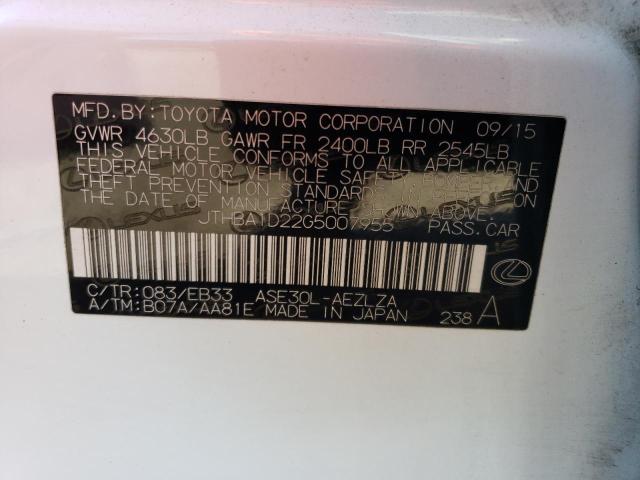 MFD. BY: TOYOTA MOTOR CORPORATION 09/15
GVWR 4630LB GAWR FR 2400LB RR 2545LB
THIS VEHICLE CONFORMS TO ALL APPLICABLE
FEDERAL MOTOR VEHICLE SAFETY, BUMPER, AND
THEFT PREVENTION STANDARDS IN EFFECT ON
THE DATE OF MANUFACTURE SHOWN ABOVE.
JTHBA1D22G5007955 PASS.CAR
C/TR: 083/EB33 ASE30L-AEZLZA
A/TM: B07A/AA81E MADE IN JAPAN 238 A
LEXUS